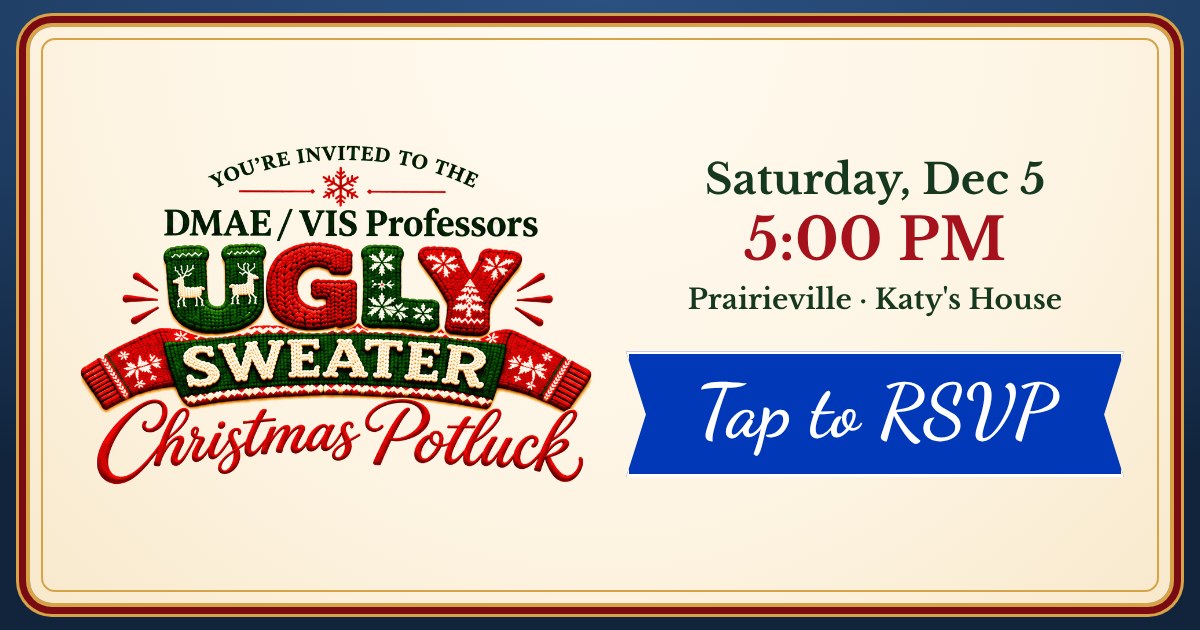 YOU'RE INVITED TO THE
DMAE / VIS Professors
UGLY
SWEATER
Christmas Potluck
Saturday, Dec 5
5:00 PM
Prairieville · Katy's House
Tap to RSVP